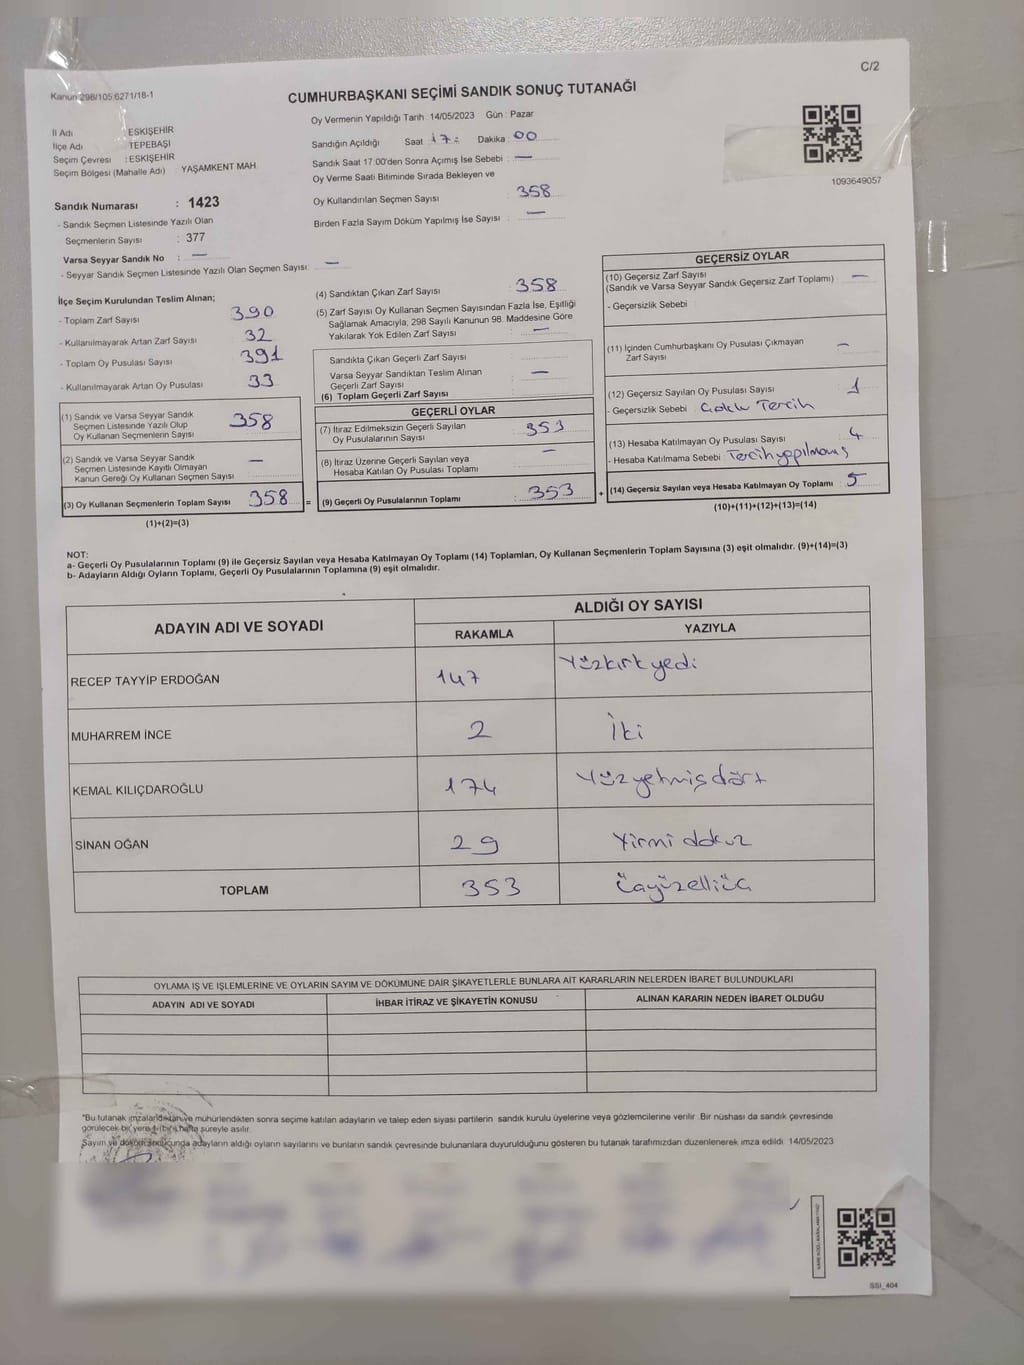 C/2
Kanun:298/105 6271/18-1
CUMHURBAŞKANI SEÇİMİ SANDIK SONUÇ TUTANAĞI
İl Adı : ESKİŞEHİR
İlçe Adı TEPEBAŞI
Seçim Çevresi : ESKİŞEHİR
Seçim Bölgesi (Mahalle Adı) YAŞAMKENT MAH
Sandık Numarası : 1423
- Sandık Seçmen Listesinde Yazılı Olan
Seçmenlerin Sayısı : 377
Varsa Seyyar Sandık No : —
- Seyyar Sandık Seçmen Listesinde Yazılı Olan Seçmen Sayısı: —
Oy Vermenin Yapıldığı Tarih : 14/05/2023 Gün : Pazar
Sandığın Açıldığı Saat 17: Dakika 00
Sandık Saat 17:00'den Sonra Açımış İse Sebebi : —
Oy Verme Saati Bitiminde Sırada Bekleyen ve
Oy Kullandırılan Seçmen Sayısı : 358
Birden Fazla Sayım Döküm Yapılmış İse Sayısı : —
1093649057
İlçe Seçim Kurulundan Teslim Alınan;
- Toplam Zarf Sayısı : 390
- Kullanılmayarak Artan Zarf Sayısı : 32
- Toplam Oy Pusulası Sayısı : 391
- Kullanılmayarak Artan Oy Pusulası : 33
(1) Sandık ve Varsa Seyyar Sandık
Seçmen Listesinde Yazılı Olup
Oy Kullanan Seçmenlerin Sayısı : 358
(2) Sandık ve Varsa Seyyar Sandık
Seçmen Listesinde Kayıtlı Olmayan
Kanun Gereği Oy Kullanan Seçmen Sayısı : —
(3) Oy Kullanan Seçmenlerin Toplam Sayısı 358 =
(1)+(2)=(3)
(4) Sandıktan Çıkan Zarf Sayısı : 358
(5) Zarf Sayısı Oy Kullanan Seçmen Sayısından Fazla İse, Eşitliği
Sağlamak Amacıyla, 298 Sayılı Kanunun 98. Maddesine Göre
Yakılarak Yok Edilen Zarf Sayısı : —
Sandıkta Çıkan Geçerli Zarf Sayısı :
Varsa Seyyar Sandıktan Teslim Alınan
Geçerli Zarf Sayısı : —
(6) Toplam Geçerli Zarf Sayısı :
GEÇERLİ OYLAR
(7) İtiraz Edilmeksizin Geçerli Sayılan
Oy Pusulalarının Sayısı : 353
(8) İtiraz Üzerine Geçerli Sayılan veya
Hesaba Katılan Oy Pusulası Toplamı : —
(9) Geçerli Oy Pusulalarının Toplamı : 353 +
GEÇERSİZ OYLAR
(10) Geçersiz Zarf Sayısı : —
(Sandık ve Varsa Seyyar Sandık Geçersiz Zarf Toplamı)
- Geçersizlik Sebebi :
(11) İçinden Cumhurbaşkanı Oy Pusulası Çıkmayan
Zarf Sayısı : —
(12) Geçersiz Sayılan Oy Pusulası Sayısı : 1
- Geçersizlik Sebebi : Çoklu Tercih
(13) Hesaba Katılmayan Oy Pusulası Sayısı : 4
- Hesaba Katılmama Sebebi : Tercih yapılmamış
(14) Geçersiz Sayılan veya Hesaba Katılmayan Oy Toplamı : 5
(10)+(11)+(12)+(13)=(14)
NOT:
a- Geçerli Oy Pusulalarının Toplamı (9) ile Geçersiz Sayılan veya Hesaba Katılmayan Oy Toplamı (14) Toplamları, Oy Kullanan Seçmenlerin Toplam Sayısına (3) eşit olmalıdır. (9)+(14)=(3)
b- Adayların Aldığı Oyların Toplamı, Geçerli Oy Pusulalarının Toplamına (9) eşit olmalıdır.
ADAYIN ADI VE SOYADI ALDIĞI OY SAYISI
RAKAMLA YAZIYLA
RECEP TAYYİP ERDOĞAN 147 Yüzkırkyedi
MUHARREM İNCE 2 İki
KEMAL KILIÇDAROĞLU 174 Yüzyetmişdört
SİNAN OĞAN 29 Yirmi dokuz
TOPLAM 353 Üçyüzelliüç
OYLAMA İŞ VE İŞLEMLERİNE VE OYLARIN SAYIM VE DÖKÜMÜNE DAİR ŞİKAYETLERLE BUNLARA AİT KARARLARIN NELERDEN İBARET BULUNDUKLARI
ADAYIN ADI VE SOYADI İHBAR İTİRAZ VE ŞİKAYETİN KONUSU ALINAN KARARIN NEDEN İBARET OLDUĞU
*Bu tutanak imzalandıktan ve mühürlendikten sonra seçime katılan adayların ve talep eden siyasi partilerin sandık kurulu üyelerine veya gözlemcilerine verilir. Bir nüshası da sandık çevresinde
görülecek bir yere 1 (bir) hafta süreyle asılır.
Sayım ve döküm sonucunda adayların aldığı oyların sayılarını ve bunların sandık çevresinde bulunanlara duyurulduğunu gösteren bu tutanak tarafımızdan düzenlenerek imza edildi. 14/05/2023
SSI_404